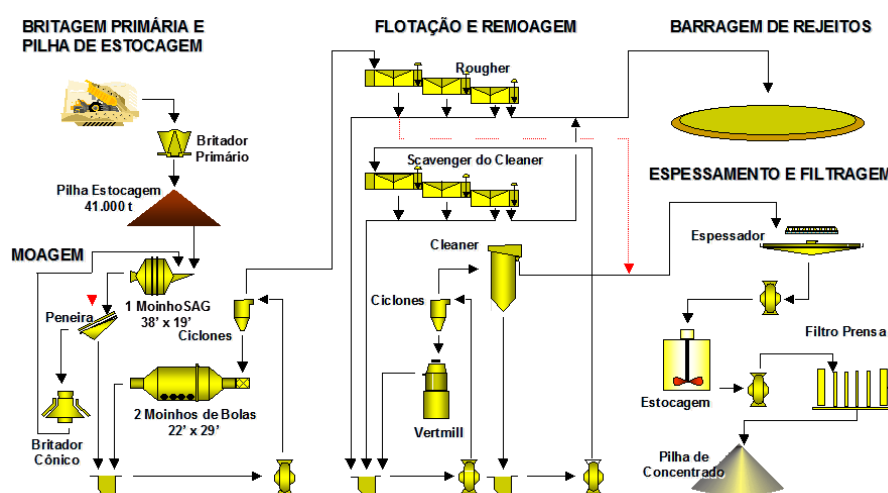 BRITAGEM PRIMÁRIA E
PILHA DE ESTOCAGEM
Britador
Primário
Pilha Estocagem
41.000 t
MOAGEM
1 MoinhoSAG
38' x 19'
Peneira
Ciclones
2 Moinhos de Bolas
22' x 29'
Britador
Cônico
FLOTAÇÃO E REMOAGEM
Rougher
Scavenger do Cleaner
Cleaner
Ciclones
Vertmill
BARRAGEM DE REJEITOS
ESPESSAMENTO E FILTRAGEM
Espessador
Filtro Prensa
Estocagem
Pilha de
Concentrado